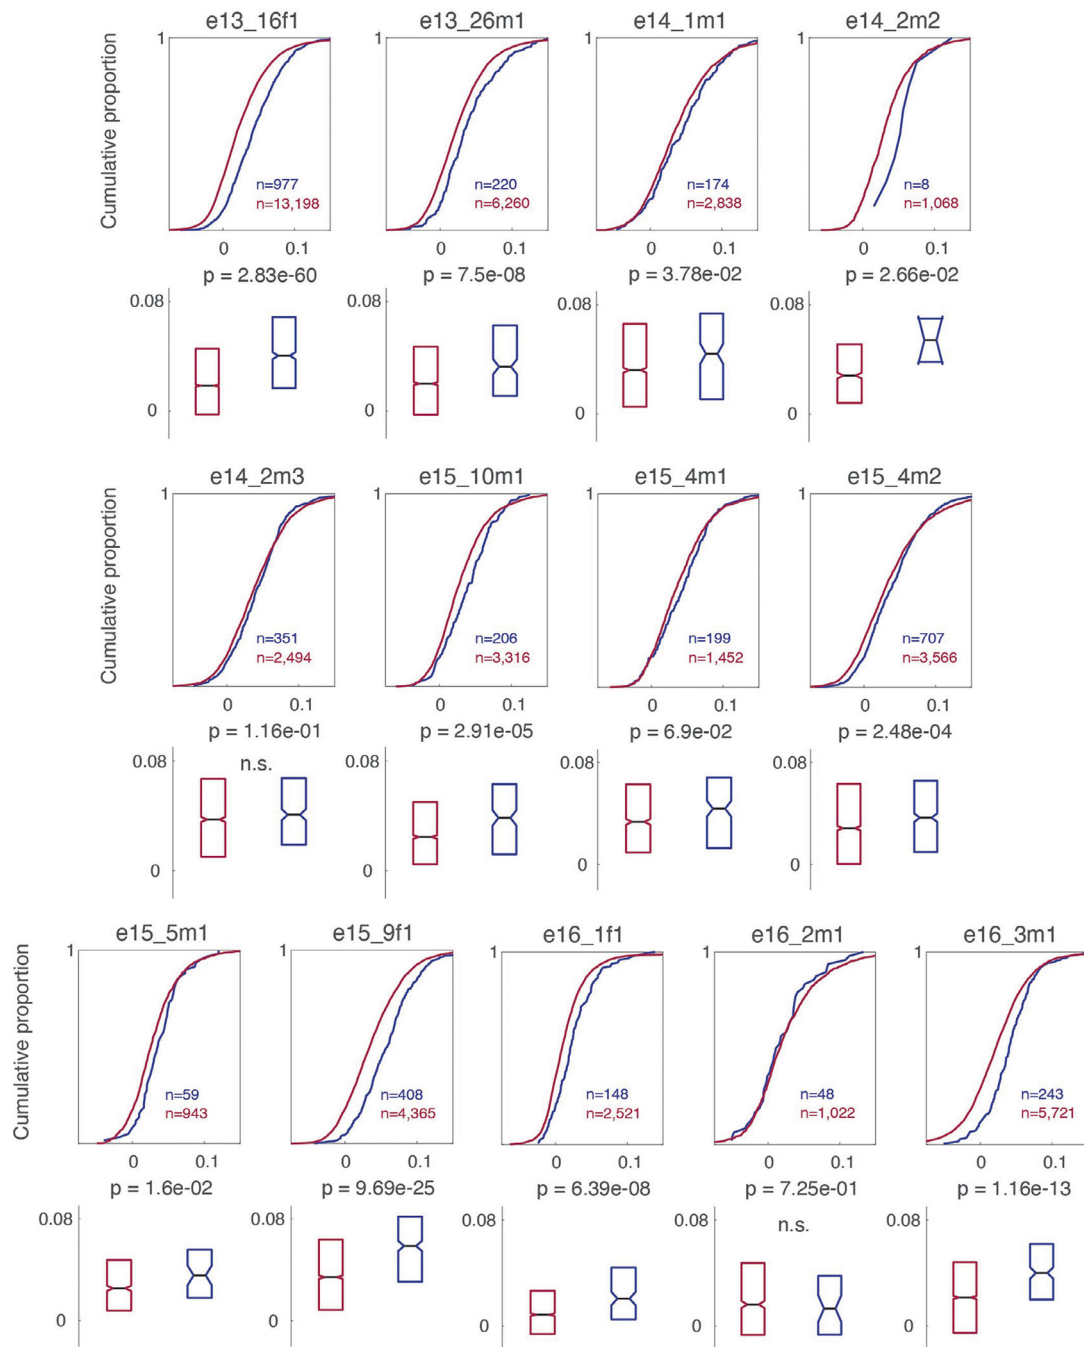 e13_16f1 e13_26m1 e14_1m1 e14_2m2
Cumulative proportion
1 1 1 1
n=977 n=220 n=174 n=8
n=13,198 n=6,260 n=2,838 n=1,068
0 0.1 0 0.1 0 0.1 0 0.1
p = 2.83e-60 p = 7.5e-08 p = 3.78e-02 p = 2.66e-02
0.08 0.08 0.08 0.08
0 0 0 0
e14_2m3 e15_10m1 e15_4m1 e15_4m2
Cumulative proportion
1 1 1 1
n=351 n=206 n=199 n=707
n=2,494 n=3,316 n=1,452 n=3,566
0 0.1 0 0.1 0 0.1 0 0.1
p = 1.16e-01 p = 2.91e-05 p = 6.9e-02 p = 2.48e-04
n.s.
0.08 0.08 0.08 0.08
0 0 0 0
e15_5m1 e15_9f1 e16_1f1 e16_2m1 e16_3m1
Cumulative proportion
1 1 1 1 1
n=59 n=408 n=148 n=48 n=243
n=943 n=4,365 n=2,521 n=1,022 n=5,721
0 0.1 0 0.1 0 0.1 0 0.1 0 0.1
p = 1.6e-02 p = 9.69e-25 p = 6.39e-08 p = 7.25e-01 p = 1.16e-13
n.s.
0.08 0.08 0.08 0.08 0.08
0 0 0 0 0